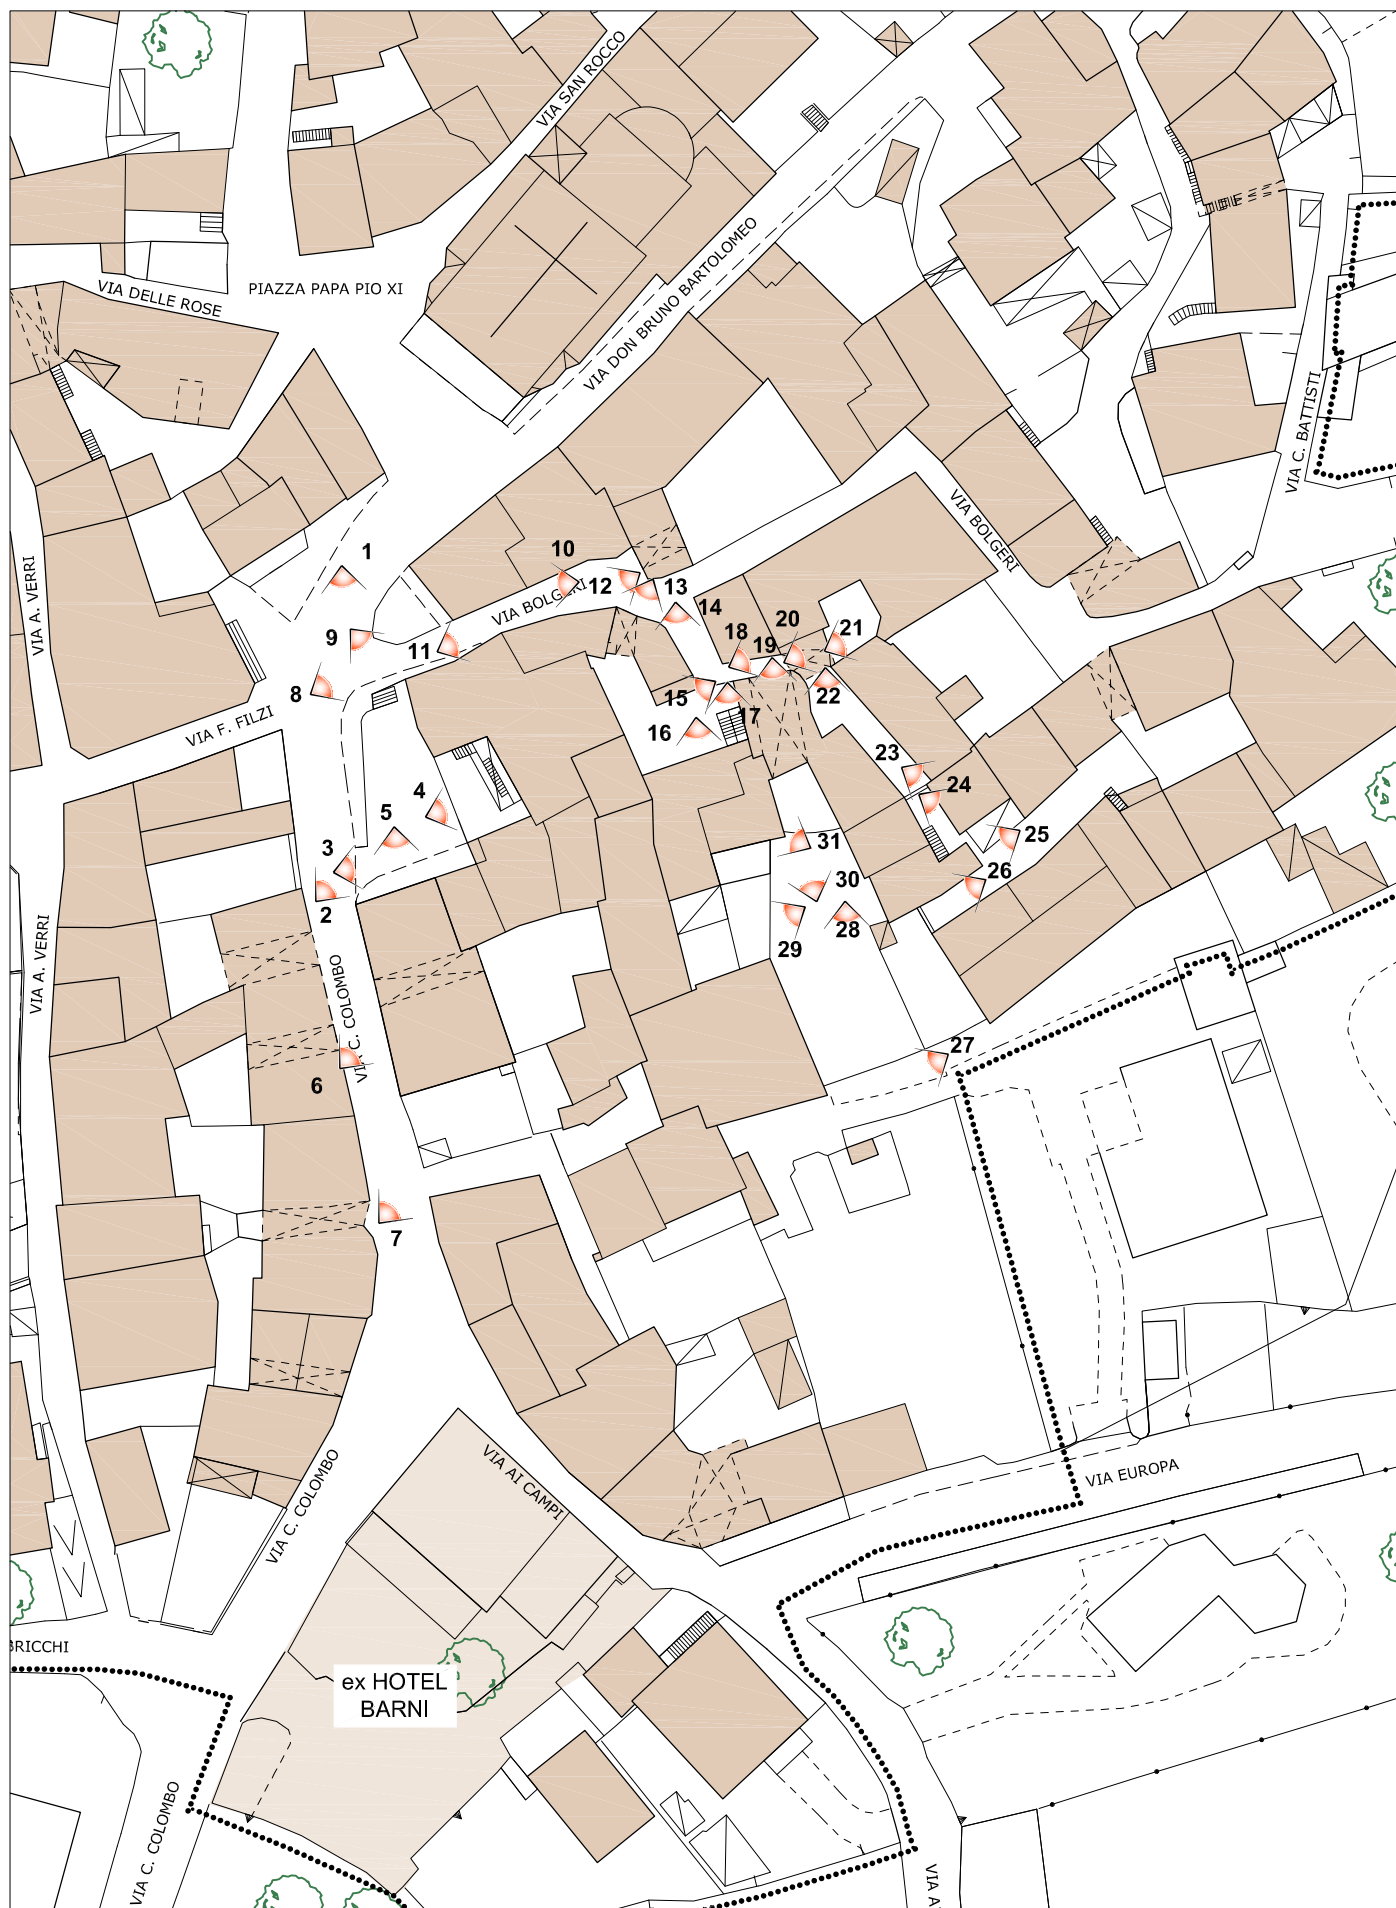 VIA SAN ROCCO
VIA DELLE ROSE
PIAZZA PAPA PIO XI
VIA DON BRUNO BARTOLOMEO
VIA C. BATTISTI
VIA BOLGERI
VIA A. VERRI
1
10
VIA BOLGERI
12
13
14
9
11
20
21
18
19
8
15
22
17
16
VIA F. FILZI
23
24
4
5
25
31
3
26
30
2
28
29
VIA A. VERRI
VIA C. COLOMBO
27
6
7
VIA AI CAMPI
VIA EUROPA
VIA C. COLOMBO
BRICCHI
ex HOTEL
BARNI
VIA C. COLOMBO
VIA A